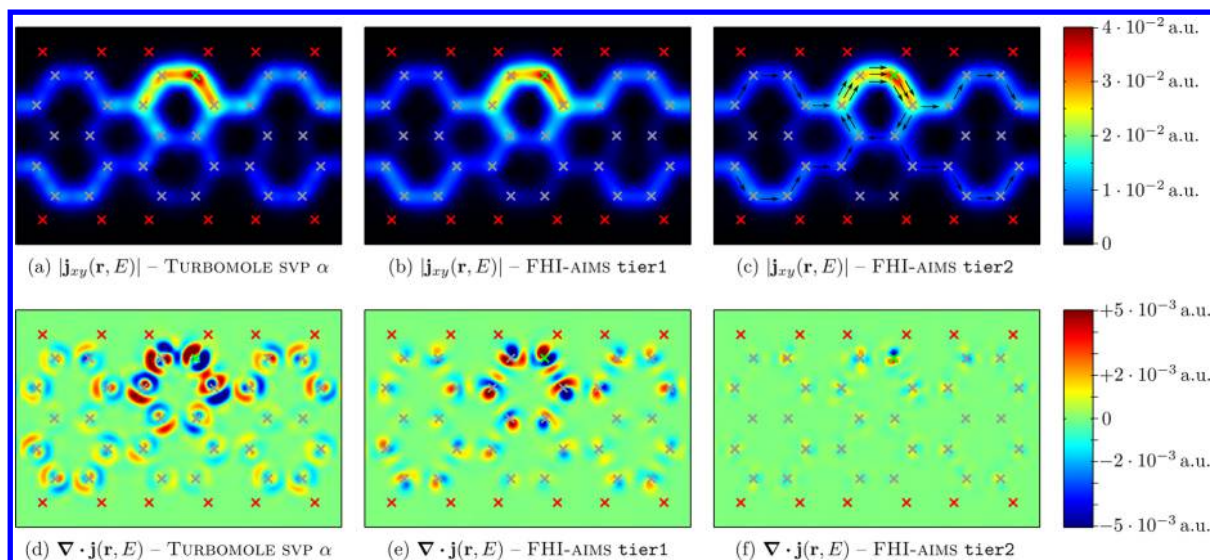 4 · 10⁻² a.u.
3 · 10⁻² a.u.
2 · 10⁻² a.u.
1 · 10⁻² a.u.
0
(a) |j_xy(r, E)| – TURBOMOLE SVP α
(b) |j_xy(r, E)| – FHI-AIMS tier1
(c) |j_xy(r, E)| – FHI-AIMS tier2
+5 · 10⁻³ a.u.
+2 · 10⁻³ a.u.
0
−2 · 10⁻³ a.u.
−5 · 10⁻³ a.u.
(d) ∇ · j(r, E) – TURBOMOLE SVP α
(e) ∇ · j(r, E) – FHI-AIMS tier1
(f) ∇ · j(r, E) – FHI-AIMS tier2